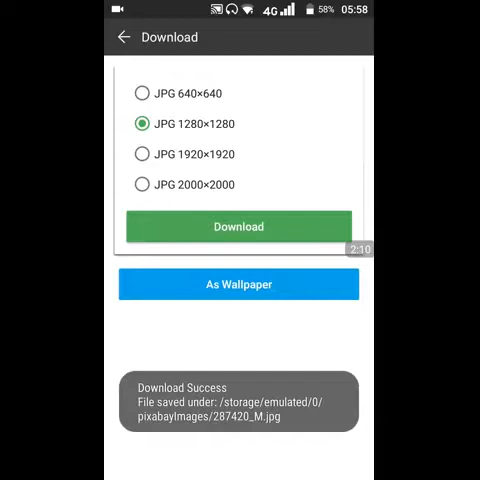 4G 58% 05:58
Download
JPG 640×640
JPG 1280×1280
JPG 1920×1920
JPG 2000×2000
Download
2:10
As Wallpaper
Download Success
File saved under: /storage/emulated/0/
pixabayImages/287420_M.jpg